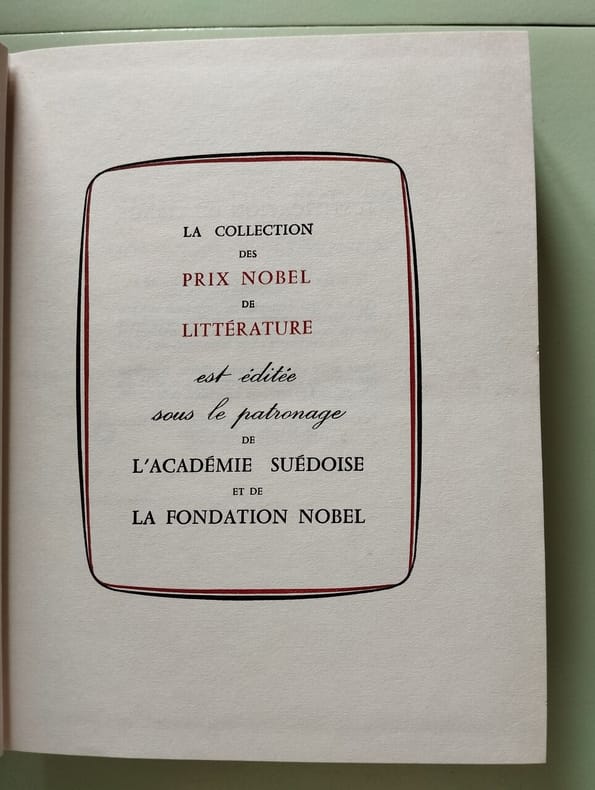 LA COLLECTION
DES
PRIX NOBEL
DE
LITTÉRATURE
est éditée
sous le patronage
DE
L'ACADÉMIE SUÉDOISE
ET DE
LA FONDATION NOBEL